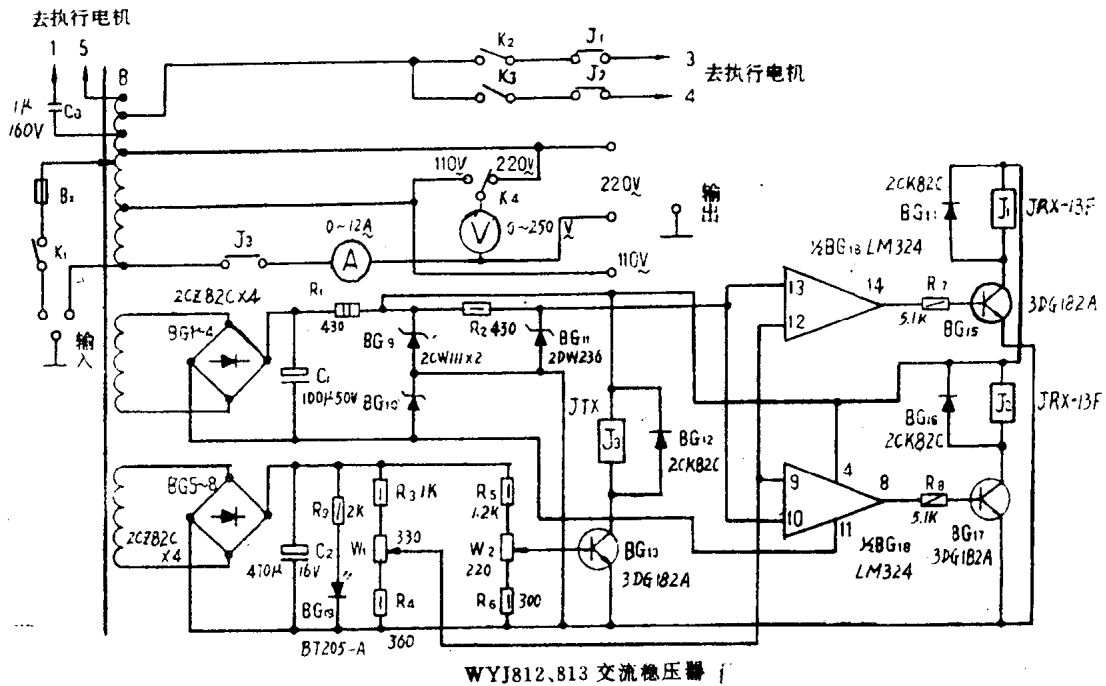 去执行电机
1 5
B
1μ
160V
C3
K2 J1
3
K3 J2
4
去执行电机
110V 220V
K4
220V
输出
V
0~250V
110V
Bx
K1
J3
0~12A
A
输入
2CZ82C×4
BG1~4
R1
430
C1
100μ50V
BG9
2CW111×2
BG10
R2 430
BG11
2DW236
JTX
J3
BG12
2CK82C
2CK82C
BG11
J1
JRX-13F
½BG18 LM324
13
12
14
R7
5.1K
BG15
3DG182A
J2
JRX-13F
BG16
2CK82C
4
9
10
8
11
R8
5.1K
BG17
3DG182A
½BG18
LM324
BG5~8
2CZ82C
×4
C2
470μ 16V
R9 2K
BG19
BT205-A
R3 1K
W1
330
R4
360
R5
1.2K
W2
220
R6 300
BG13
3DG182A
WYJ812、813 交流稳压器